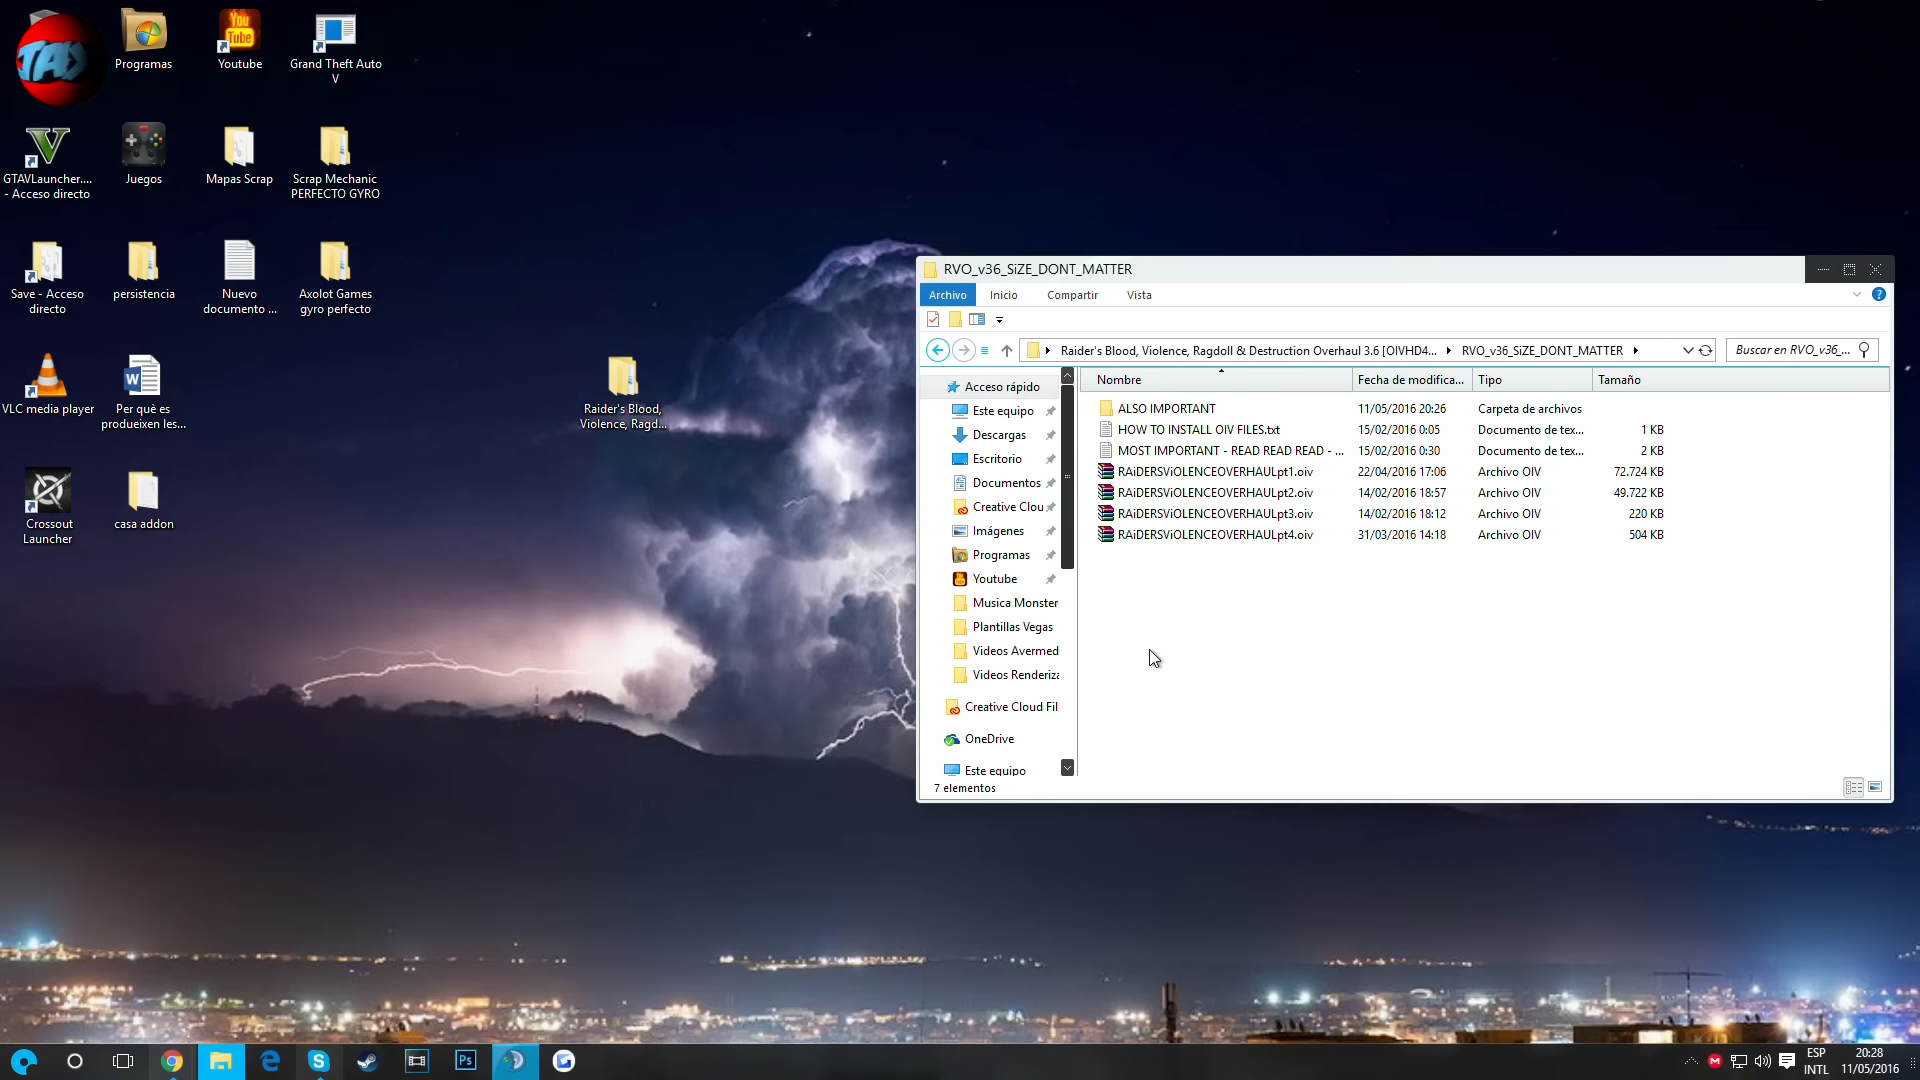 TAX
Programas
You
Tube
Youtube
Grand Theft Auto
V
GTAVLauncher....
- Acceso directo
Juegos
Mapas Scrap
Scrap Mechanic
PERFECTO GYRO
Save - Acceso
directo
persistencia
Nuevo
documento ...
Axolot Games
gyro perfecto
VLC media player
Per què es
produeixen les...
Raider's Blood,
Violence, Ragd...
Crossout
Launcher
casa addon
RVO_v36_SiZE_DONT_MATTER
Archivo Inicio Compartir Vista
Raider's Blood, Violence, Ragdoll & Destruction Overhaul 3.6 [OIVHD4... RVO_v36_SiZE_DONT_MATTER Buscar en RVO_v36_...
Nombre Fecha de modifica... Tipo Tamaño
ALSO IMPORTANT 11/05/2016 20:26 Carpeta de archivos
HOW TO INSTALL OIV FILES.txt 15/02/2016 0:05 Documento de tex... 1 KB
MOST IMPORTANT - READ READ READ - ... 15/02/2016 0:30 Documento de tex... 2 KB
RAiDERSViOLENCEOVERHAULpt1.oiv 22/04/2016 17:06 Archivo OIV 72.724 KB
RAiDERSViOLENCEOVERHAULpt2.oiv 14/02/2016 18:57 Archivo OIV 49.722 KB
RAiDERSViOLENCEOVERHAULpt3.oiv 14/02/2016 18:12 Archivo OIV 220 KB
RAiDERSViOLENCEOVERHAULpt4.oiv 31/03/2016 14:18 Archivo OIV 504 KB
Acceso rápido
Este equipo
Descargas
Escritorio
Documentos
Creative Clou
Imágenes
Programas
Youtube
Musica Monster
Plantillas Vegas
Videos Avermed
Videos Renderiza
Creative Cloud Fil
OneDrive
Este equipo
7 elementos
Ps
ESP
INTL
20:28
11/05/2016